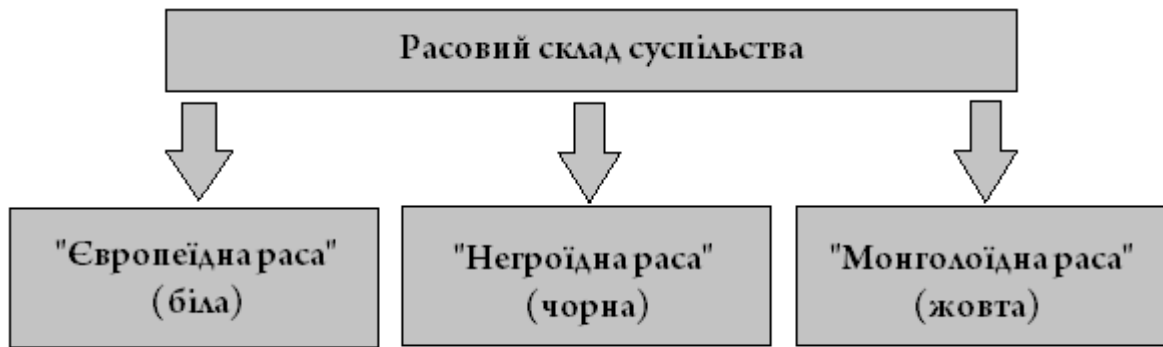 Расовий склад суспільства
"Європеїдна раса"
(біла)
"Негроїдна раса"
(чорна)
"Монголоїдна раса"
(жовта)